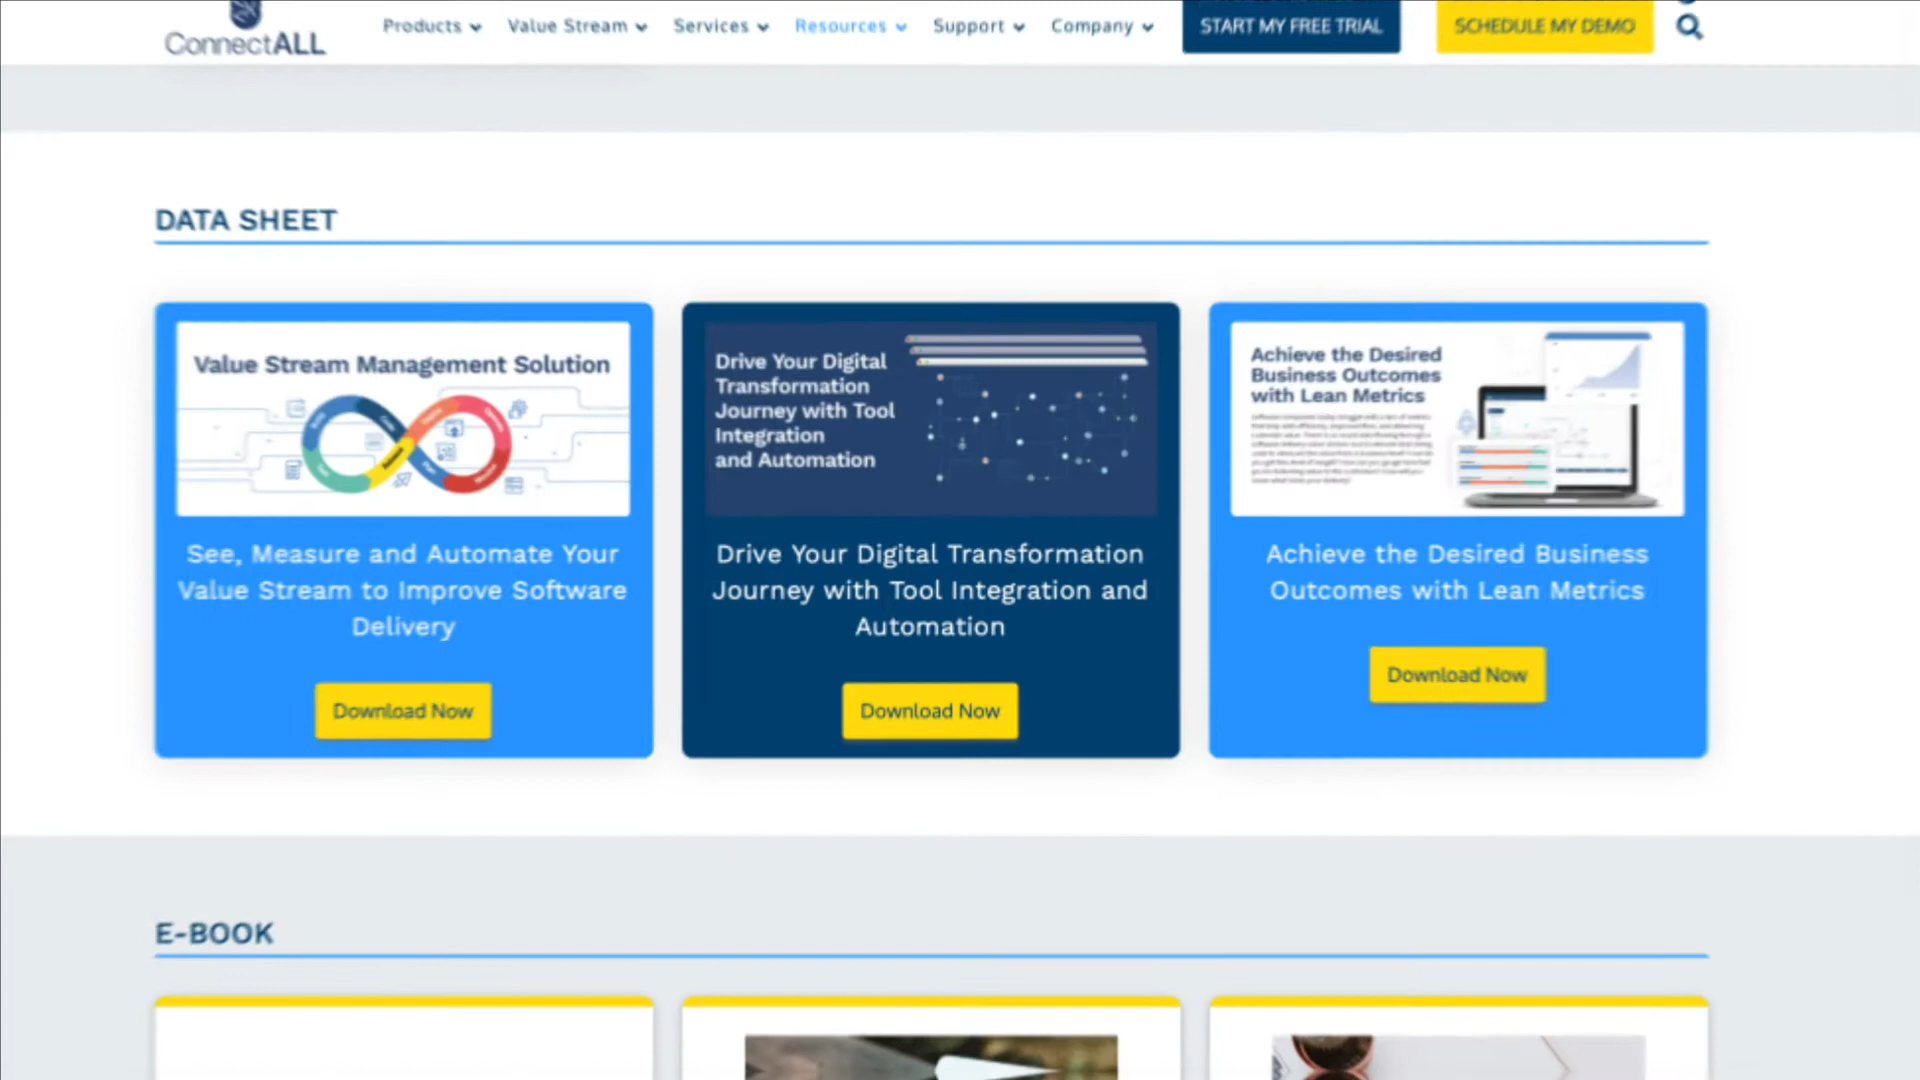 ConnectALL
Products
Value Stream
Services
Resources
Support
Company
START MY FREE TRIAL
SCHEDULE MY DEMO
DATA SHEET
Value Stream Management Solution
Release
Plan
Drive Your Digital
Transformation
Journey with Tool
Integration
and Automation
Achieve the Desired
Business Outcomes
with Lean Metrics
See, Measure and Automate Your
Value Stream to Improve Software
Delivery
Download Now
Drive Your Digital Transformation
Journey with Tool Integration and
Automation
Download Now
Achieve the Desired Business
Outcomes with Lean Metrics
Download Now
E-BOOK